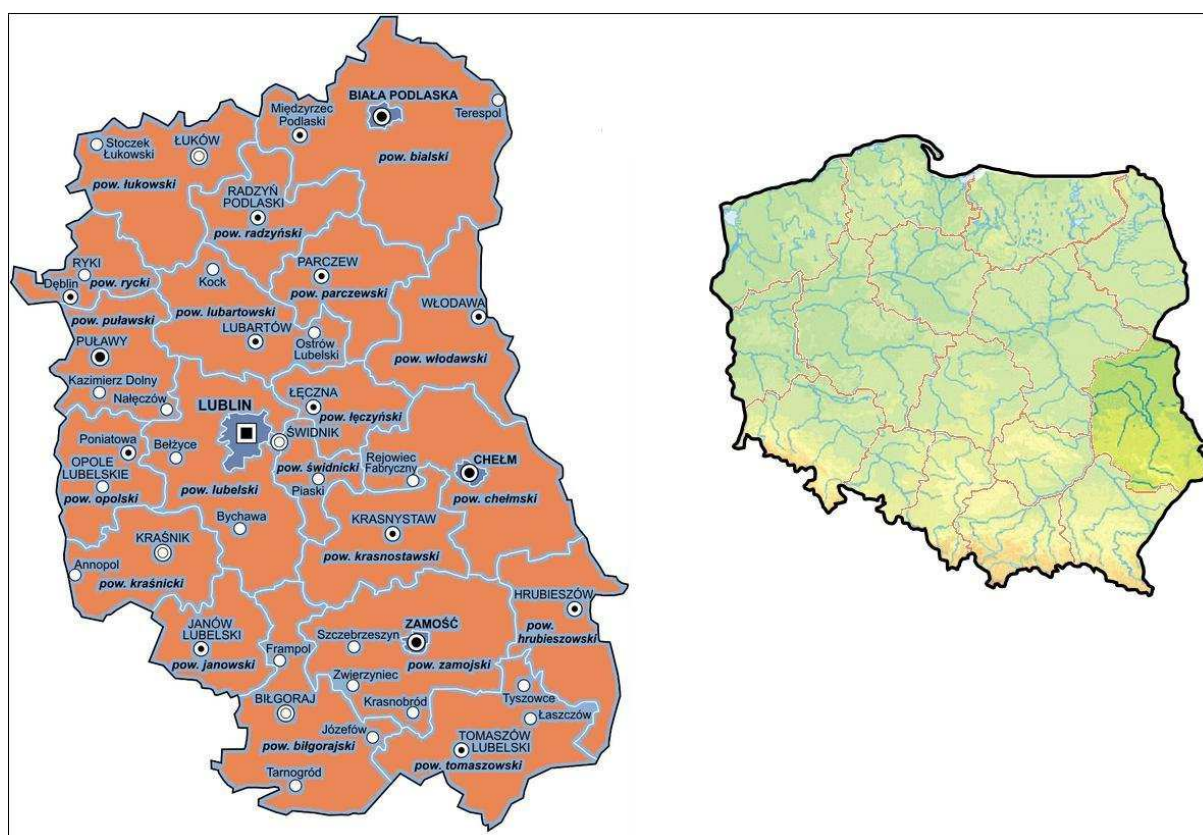 BIAŁA PODLASKA
Międzyrzec
Podlaski
Terespol
ŁUKÓW
Stoczek
Łukowski
pow. bialski
pow. łukowski
RADZYŃ
PODLASKI
pow. radzyński
RYKI
pow. rycki
Dęblin
Kock
PARCZEW
pow. parczewski
pow. puławski
pow. lubartowski
WŁODAWA
LUBARTÓW
Ostrów
Lubelski
PUŁAWY
pow. włodawski
Kazimierz Dolny
Nałęczów
ŁĘCZNA
pow. łęczyński
LUBLIN
ŚWIDNIK
Poniatowa
Bełżyce
OPOLE
LUBELSKIE
pow. opolski
pow. świdnicki
Rejowiec
Fabryczny
CHEŁM
Piaski
pow. lubelski
pow. chełmski
Bychawa
KRASNYSTAW
pow. krasnostawski
KRAŚNIK
Annopol
pow. kraśnicki
HRUBIESZÓW
pow.
hrubieszowski
JANÓW
LUBELSKI
pow. janowski
Frampol
Szczebrzeszyn
ZAMOŚĆ
pow. zamojski
Zwierzyniec
BIŁGORAJ
Krasnobród
Tyszowce
Łaszczów
Józefów
pow. biłgorajski
TOMASZÓW
LUBELSKI
pow. tomaszowski
Tarnogród